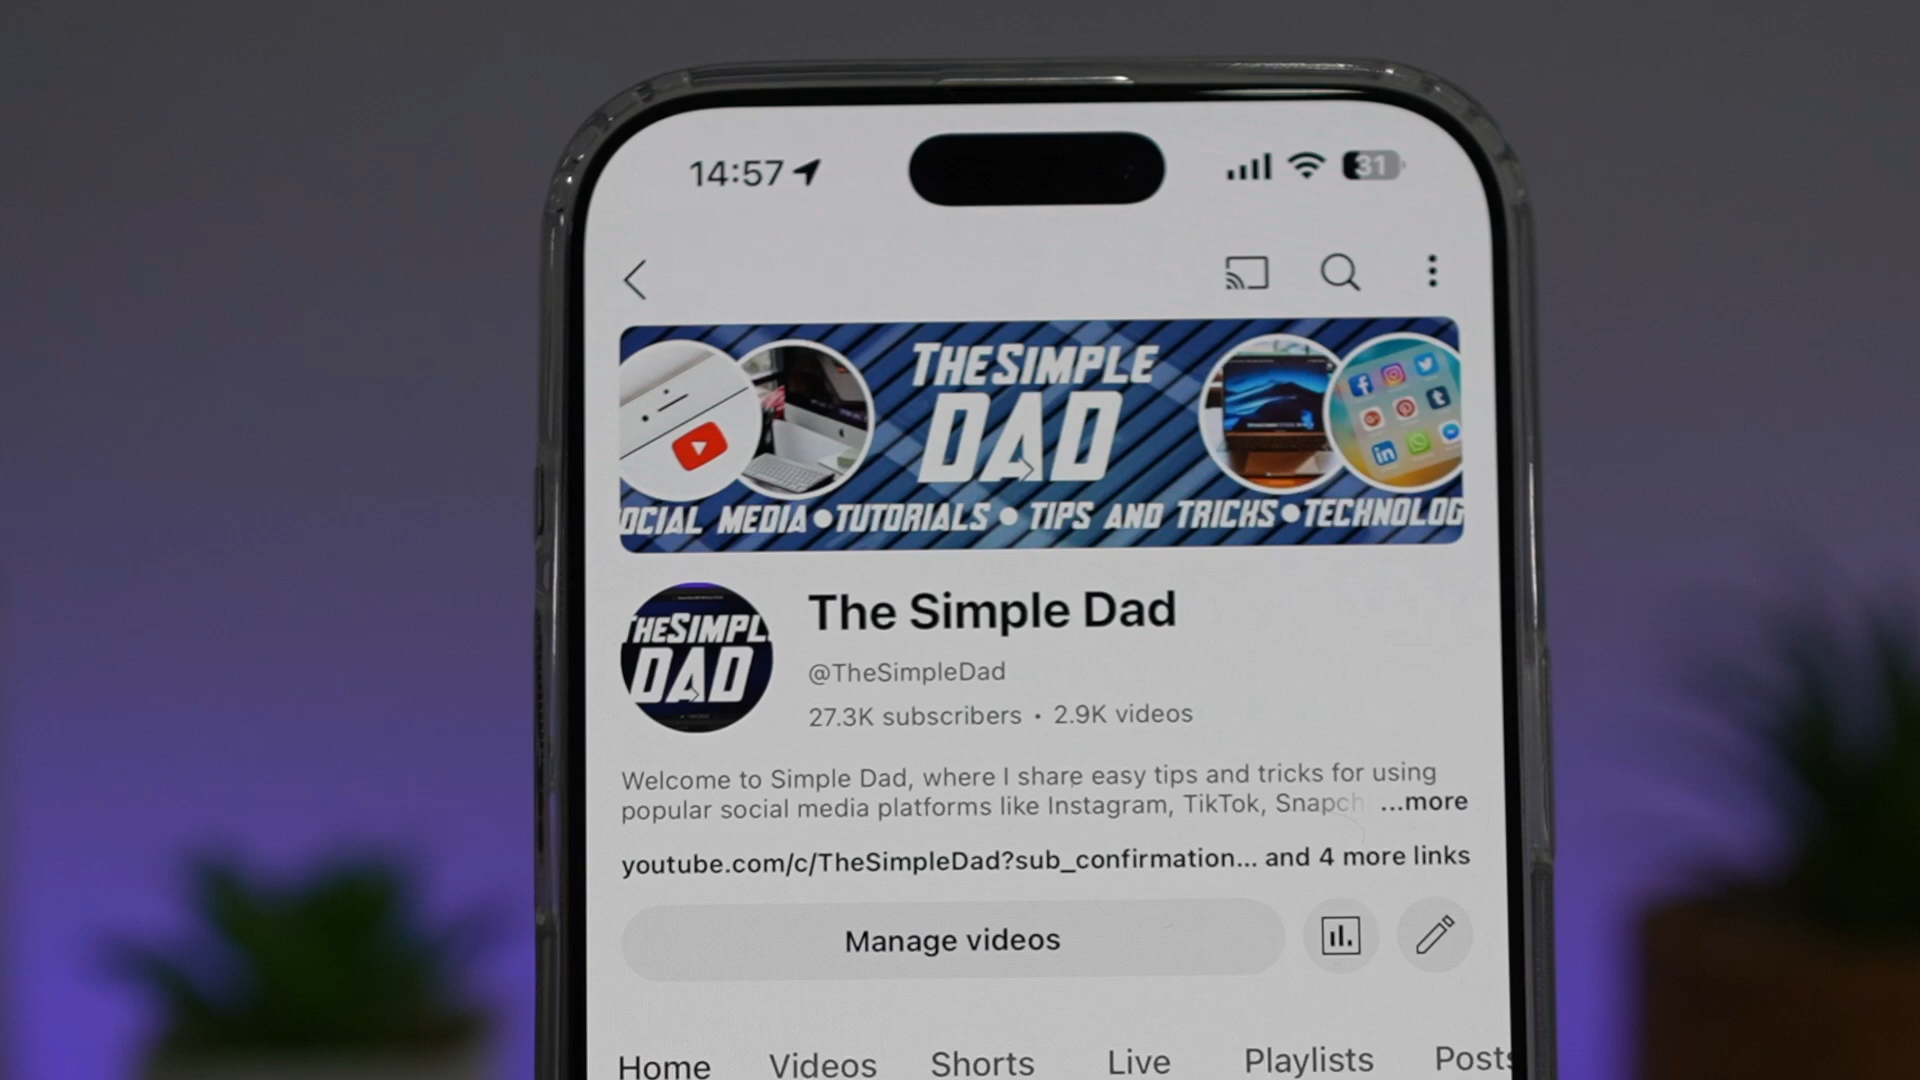 14:57 31
THESIMPLE
DAD
OCIAL MEDIA ● TUTORIALS ● TIPS AND TRICKS ● TECHNOLOG
HESIMPL
DAD
The Simple Dad
@TheSimpleDad
27.3K subscribers · 2.9K videos
Welcome to Simple Dad, where I share easy tips and tricks for using
popular social media platforms like Instagram, TikTok, Snapch ...more
youtube.com/c/TheSimpleDad?sub_confirmation... and 4 more links
Manage videos
Home Videos Shorts Live Playlists Posts